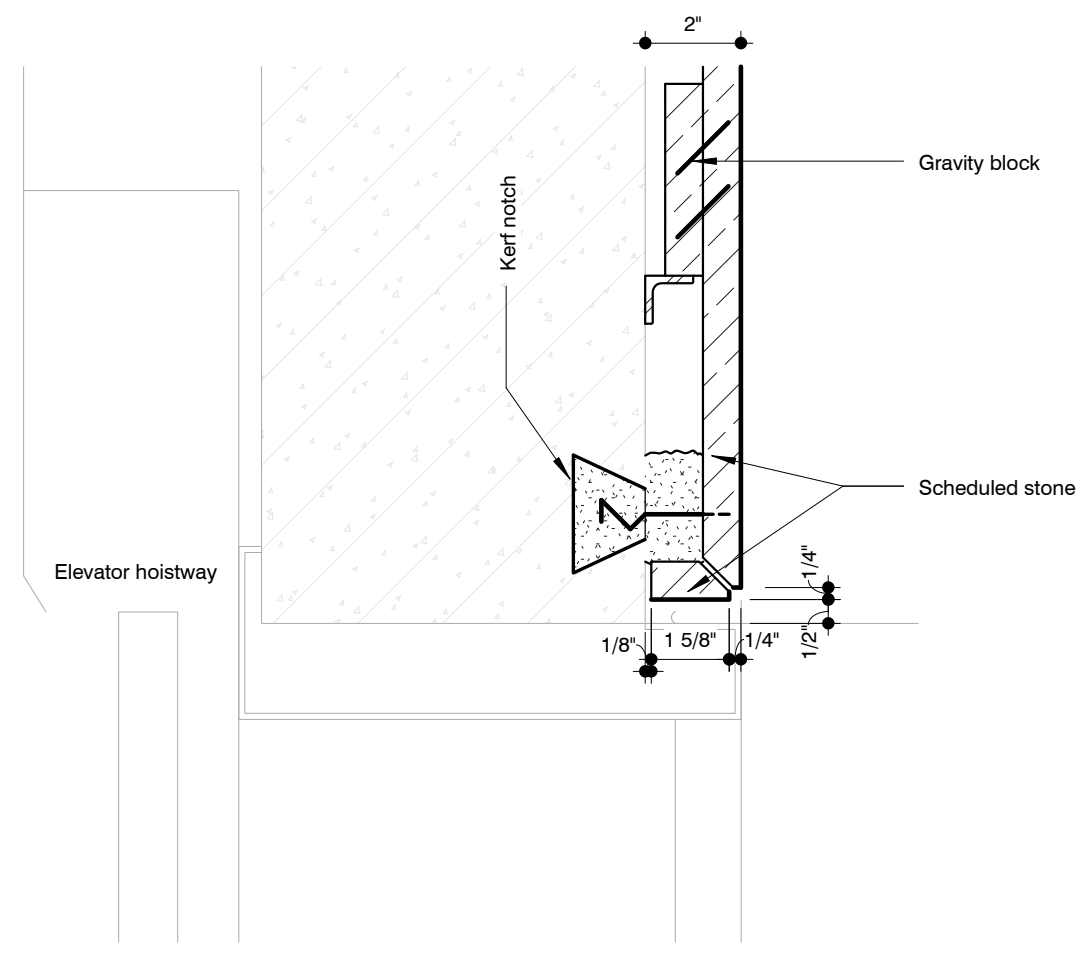 2"
Gravity block
Kerf notch
Scheduled stone
Elevator hoistway
1/4"
1/2"
1/8"
1 5/8"
1/4"